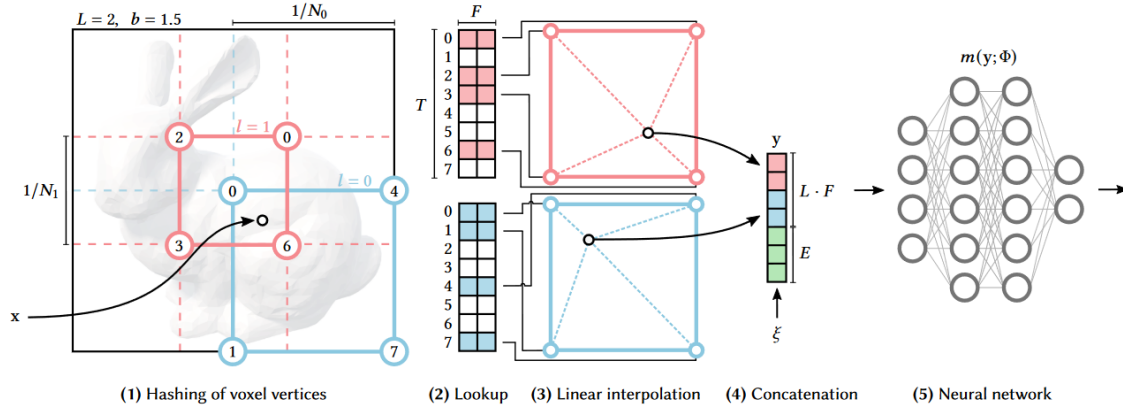 L = 2, b = 1.5
1/N₀
1/N₁
l = 1
l = 0
2
0
0
4
3
6
1
7
x
F
T
0
1
2
3
4
5
6
7
0
1
2
3
4
5
6
7
y
L · F
E
ξ
m(y; Φ)
(1) Hashing of voxel vertices
(2) Lookup
(3) Linear interpolation
(4) Concatenation
(5) Neural network